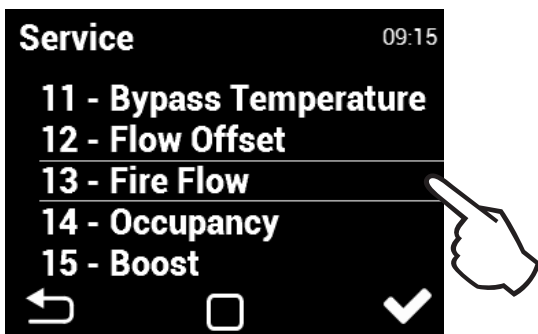 Service 09:15
11 - Bypass Temperature
12 - Flow Offset
13 - Fire Flow
14 - Occupancy
15 - Boost